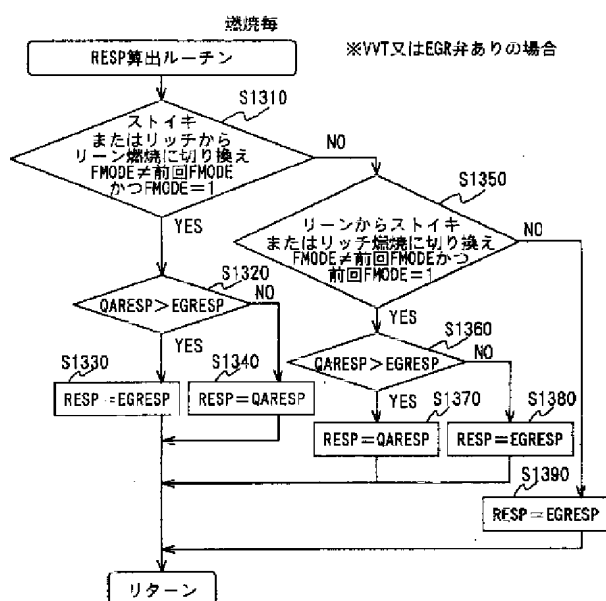 燃焼毎
RESP算出ルーチン
※VVT又はEGR弁ありの場合
S1310
ストイキ
またはリッチから
リーン燃焼に切り換え
FMODE≠前回FMODE
かつFMODE=1
NO
YES
S1350
リーンからストイキ
またはリッチ燃焼に切り換え
FMODE≠前回FMODEかつ
前回FMODE=1
NO
YES
S1320
QARESP>EGRESP
NO
YES
S1330
RESP=EGRESP
S1340
RESP=QARESP
S1360
QARESP>EGRESP
NO
YES
S1370
RESP=QARESP
S1380
RESP=EGRESP
S1390
RESP=EGRESP
リターン